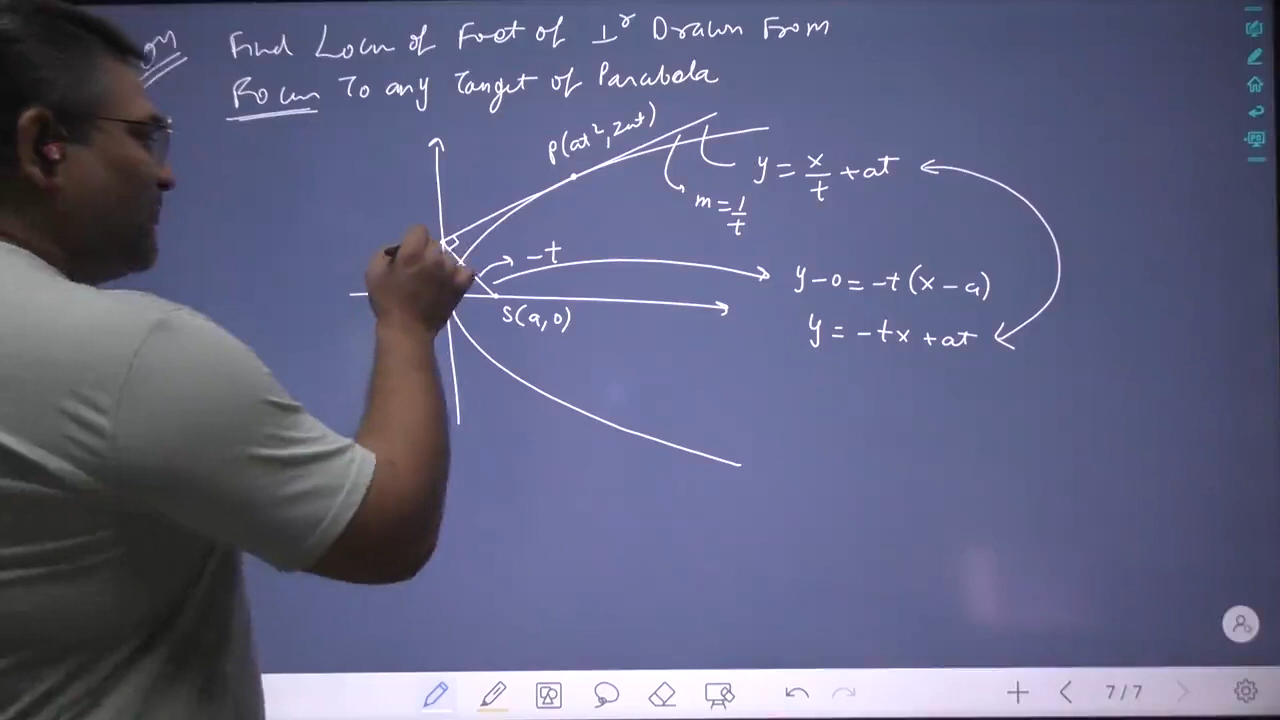 Find Locus of Foot of ⊥r Drawn From
Focus To any Tanget of Parabola
P(at², 2at)
y = x/t + at
m = 1/t
-t
y-0 = -t(x-a)
S(a,0)
y = -tx + at
7/7